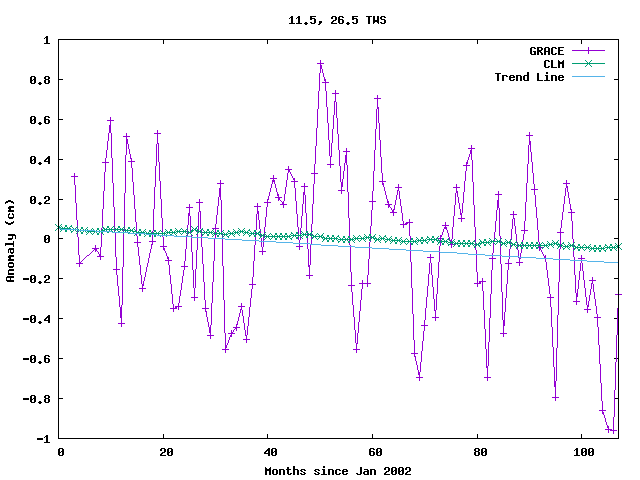 11.5, 26.5 TWS
GRACE
CLM
Trend Line
1
0.8
0.6
0.4
0.2
0
-0.2
-0.4
-0.6
-0.8
-1
Anomaly (cm)
0 20 40 60 80 100
Months since Jan 2002